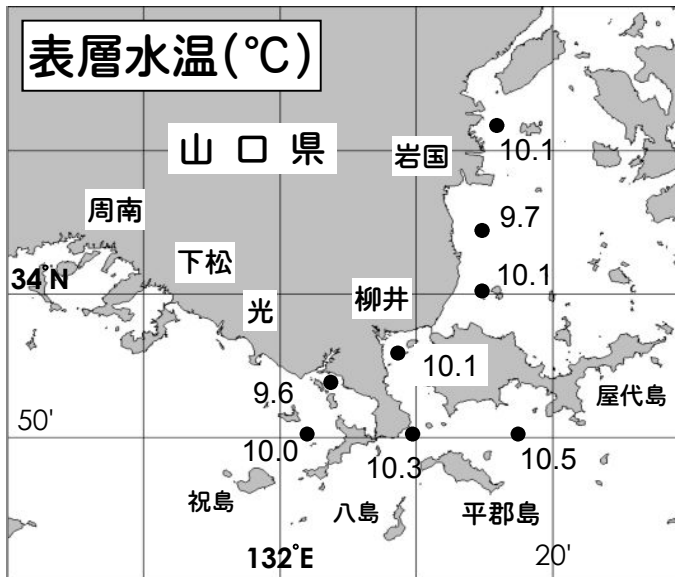 表層水温(℃)
山口県
岩国
10.1
周南
9.7
下松
34°N
10.1
光
柳井
10.1
9.6
屋代島
50'
10.0
10.3
10.5
祝島
八島
平郡島
132°E
20'